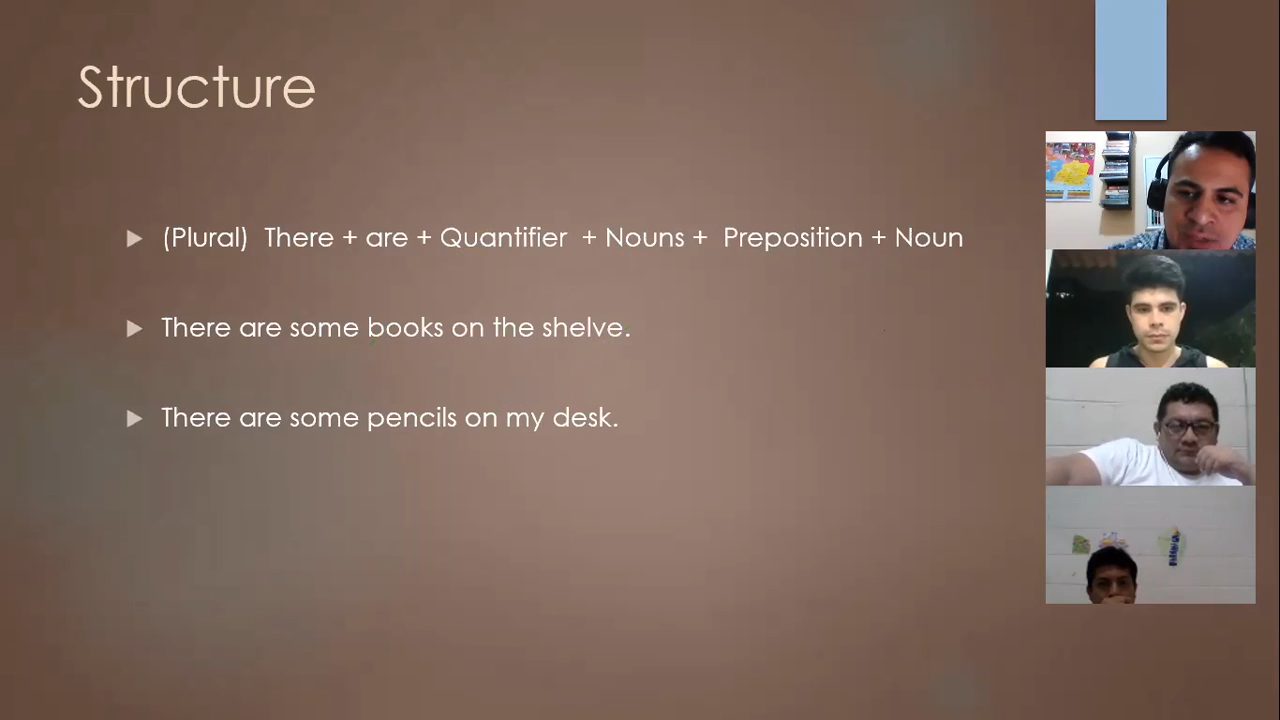 Structure
(Plural) There + are + Quantifier + Nouns + Preposition + Noun
There are some books on the shelve.
There are some pencils on my desk.